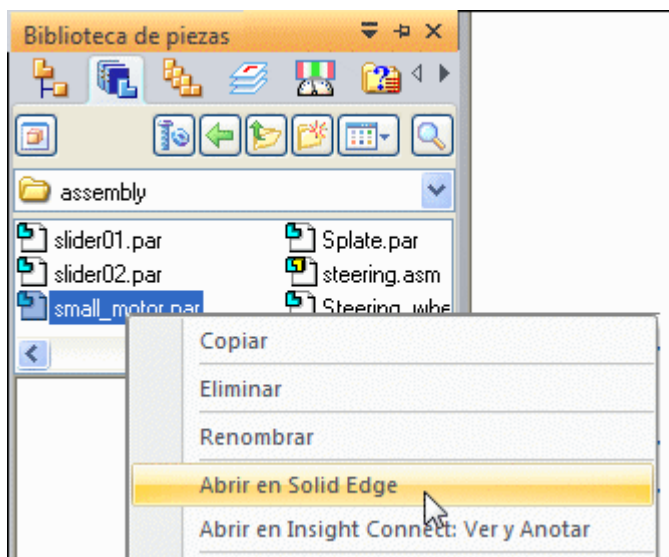 Biblioteca de piezas
assembly
slider01.par
Splate.par
slider02.par
steering.asm
small_motor.par
Steering_whe
Copiar
Eliminar
Renombrar
Abrir en Solid Edge
Abrir en Insight Connect: Ver y Anotar